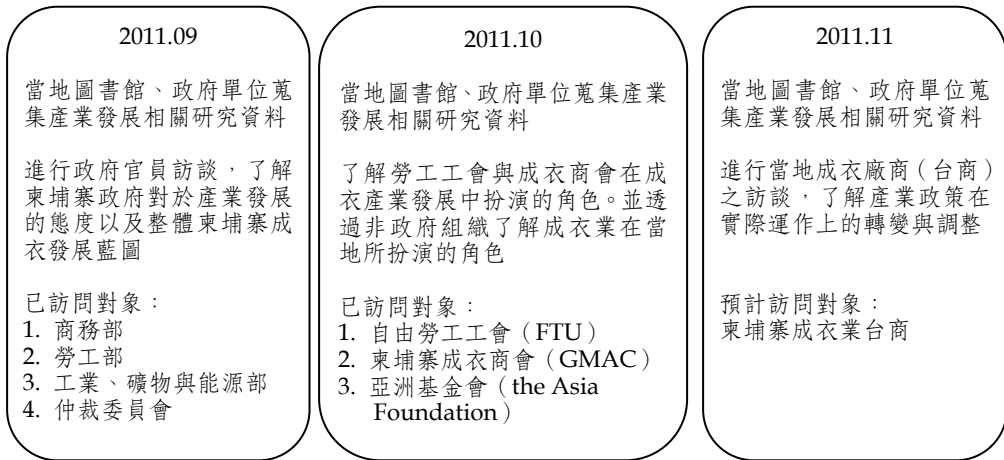 2011.09
當地圖書館、政府單位蒐
集產業發展相關研究資料
進行政府官員訪談，了解
柬埔寨政府對於產業發展
的態度以及整體柬埔寨成
衣發展藍圖
已訪問對象：
1. 商務部
2. 勞工部
3. 工業、礦物與能源部
4. 仲裁委員會
2011.10
當地圖書館、政府單位蒐集產業
發展相關研究資料
了解勞工工會與成衣商會在成
衣產業發展中扮演的角色。並透
過非政府組織了解成衣業在當
地所扮演的角色
已訪問對象：
1. 自由勞工工會（FTU）
2. 柬埔寨成衣商會（GMAC）
3. 亞洲基金會（the Asia
Foundation）
2011.11
當地圖書館、政府單位蒐
集產業發展相關研究資料
進行當地成衣廠商（台商）
之訪談，了解產業政策在
實際運作上的轉變與調整
預計訪問對象：
柬埔寨成衣業台商